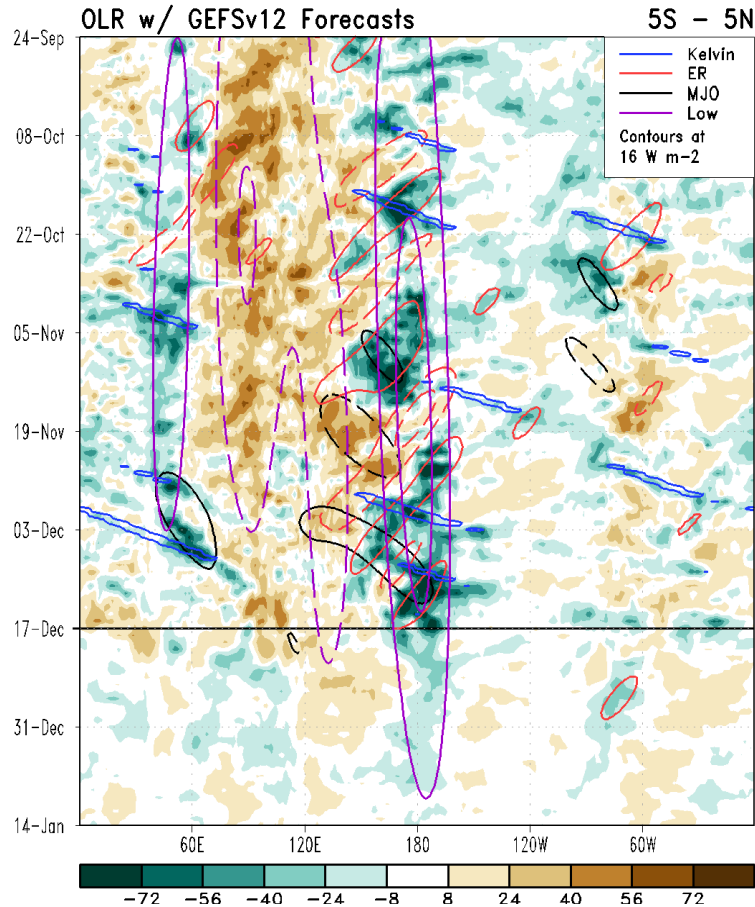 OLR w/ GEFSv12 Forecasts 5S - 5N
Kelvin
ER
MJO
Low
Contours at
16 W m-2
24-Sep
08-Oct
22-Oct
05-Nov
19-Nov
03-Dec
17-Dec
31-Dec
14-Jan
60E 120E 180 120W 60W
-72 -56 -40 -24 -8 8 24 40 56 72